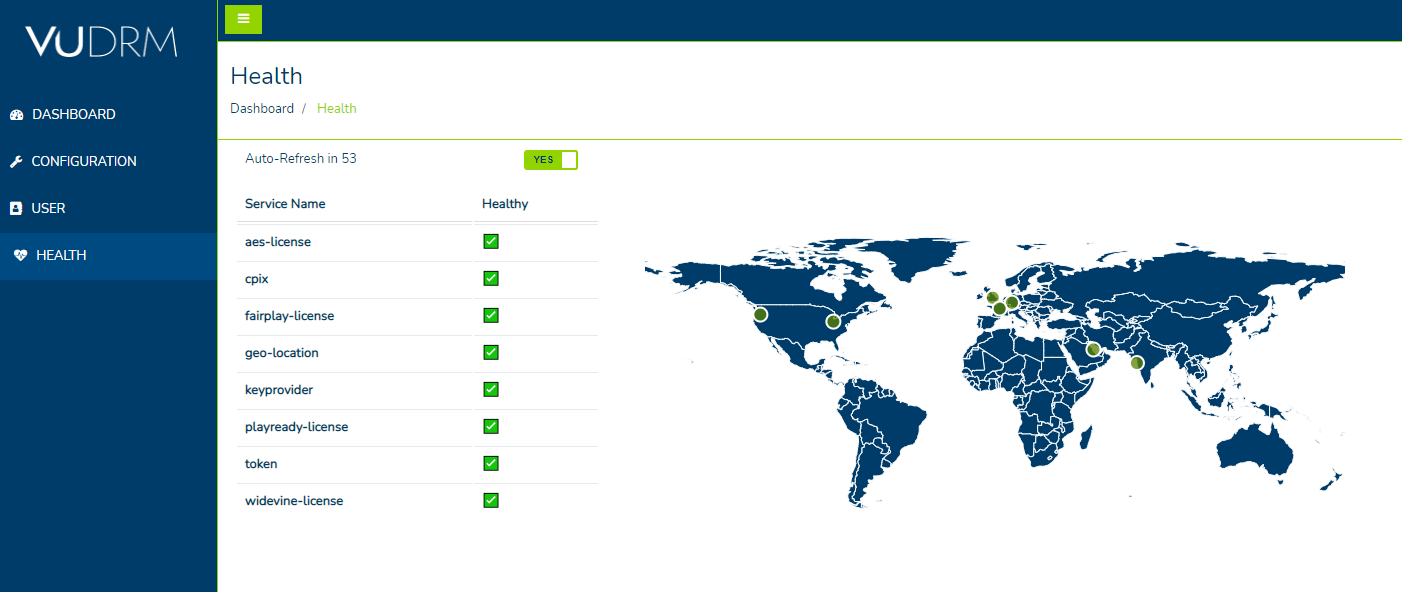 VUDRM
DASHBOARD
CONFIGURATION
USER
HEALTH
Health
Dashboard / Health
Auto-Refresh in 53 YES
Service Name Healthy
aes-license
cpix
fairplay-license
geo-location
keyprovider
playready-license
token
widevine-license